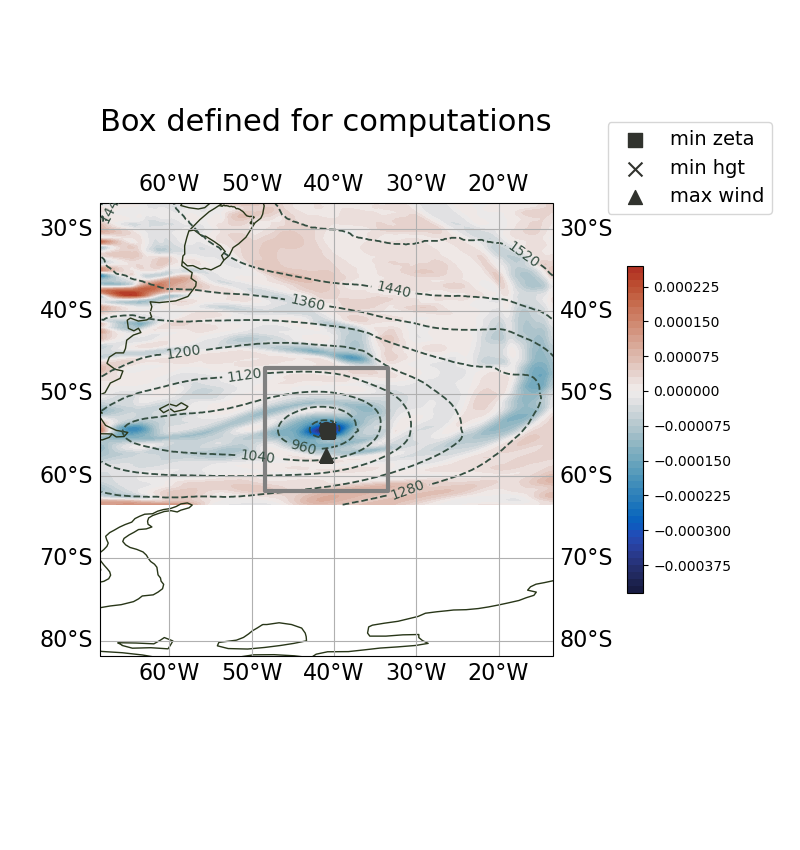 Box defined for computations
min zeta
min hgt
max wind
60°W 50°W 40°W 30°W 20°W
30°S 30°S
40°S 40°S
50°S 50°S
60°S 60°S
70°S 70°S
80°S 80°S
60°W 50°W 40°W 30°W 20°W
1520
1440
1360
1200
1120
960
1040
1280
0.000225
0.000150
0.000075
0.000000
−0.000075
−0.000150
−0.000225
−0.000300
−0.000375